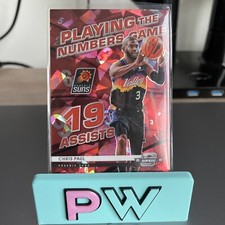 PLAYING THE
NUMBERS GAME
SUNS
19
ASSISTS
3
CHRIS PAUL
PW